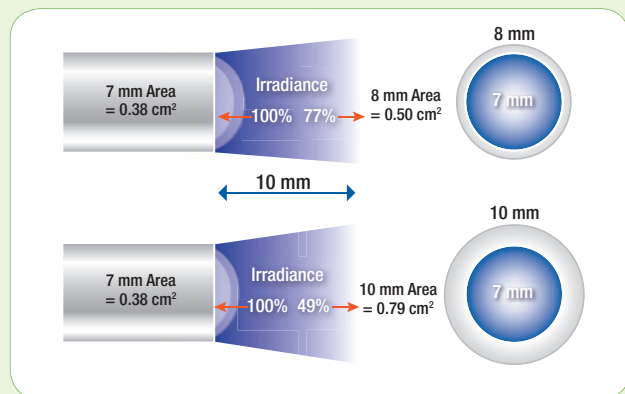 7 mm Area
= 0.38 cm²
Irradiance
100% 77%
8 mm Area
= 0.50 cm²
8 mm
7 mm
10 mm
7 mm Area
= 0.38 cm²
Irradiance
100% 49%
10 mm Area
= 0.79 cm²
10 mm
7 mm